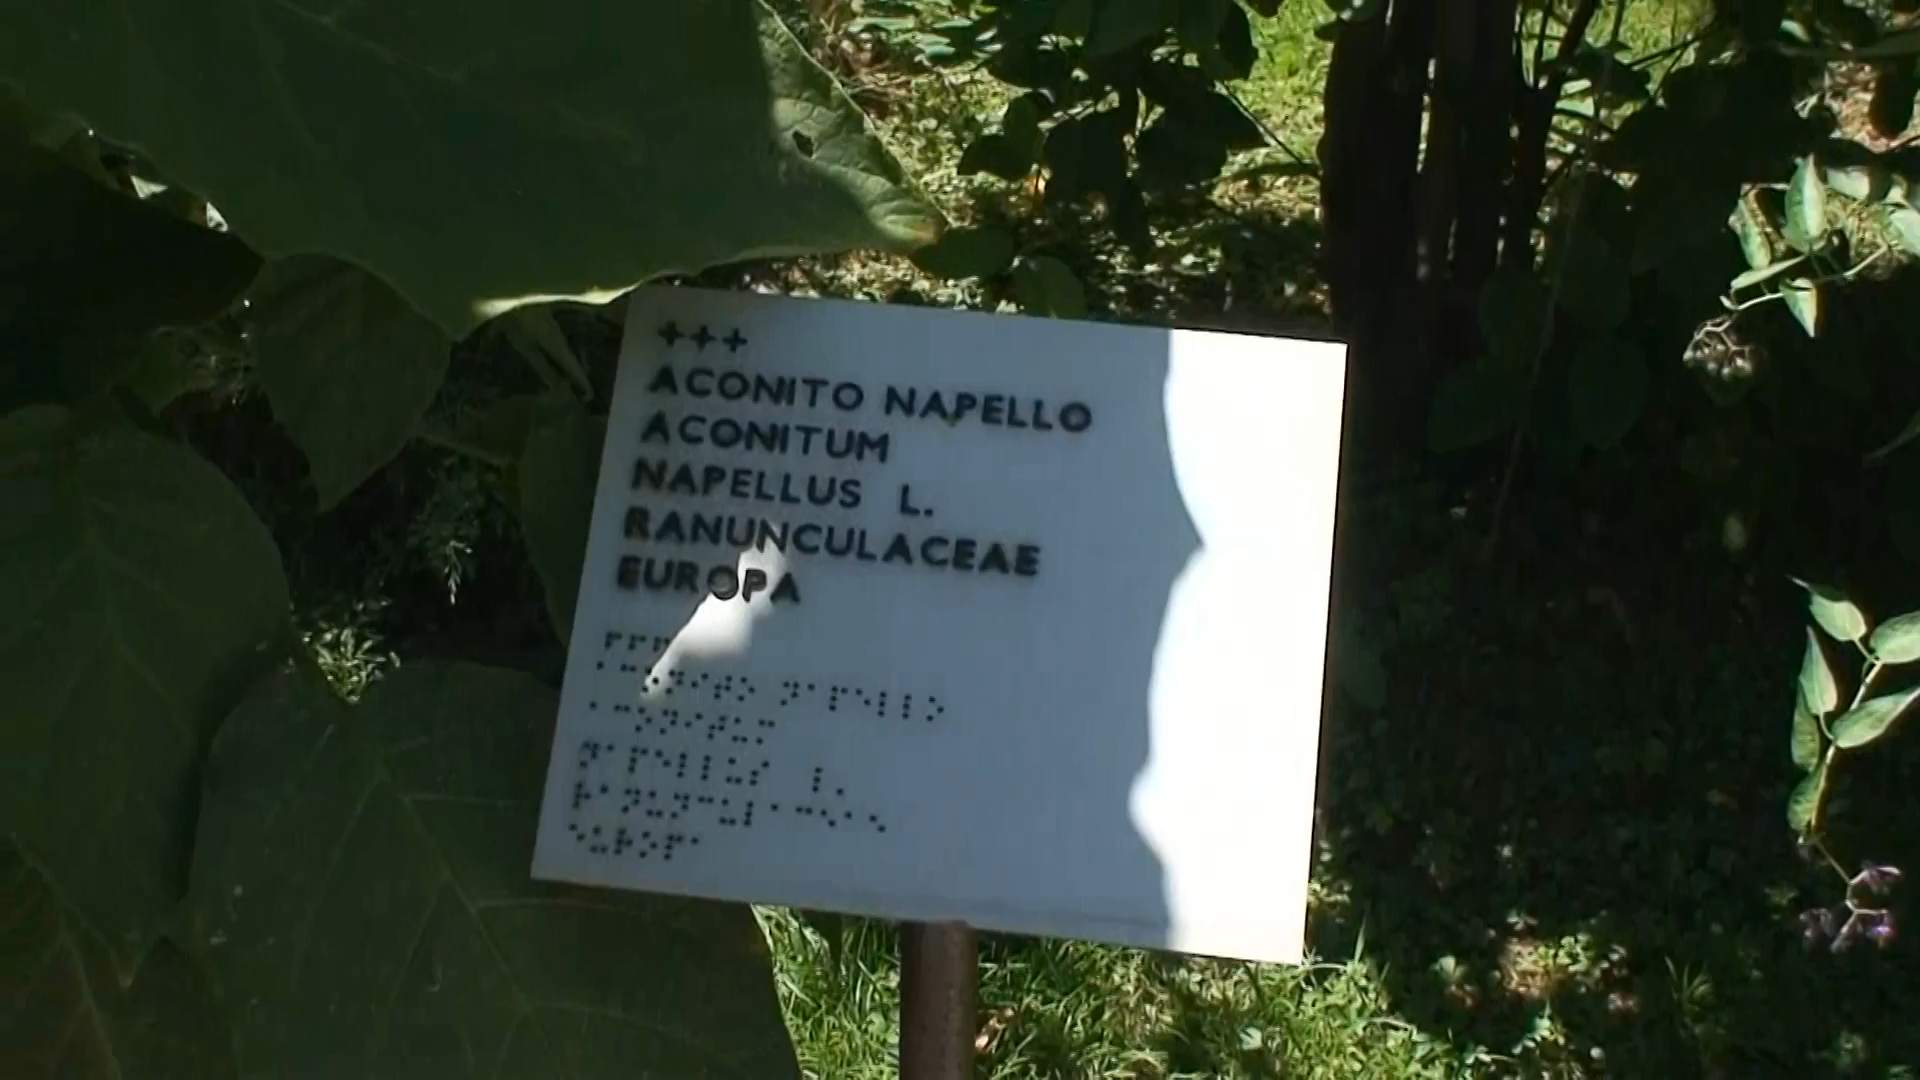 +++
ACONITO NAPELLO
ACONITUM
NAPELLUS L.
RANUNCULACEAE
EUROPA